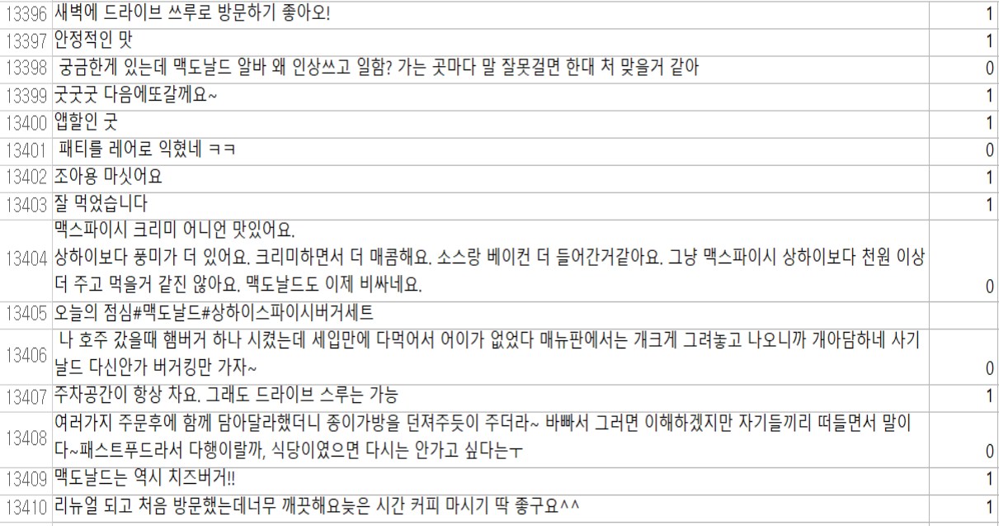 13396 새벽에 드라이브 쓰루로 방문하기 좋아오! 1
13397 안정적인 맛 1
13398 궁금한게 있는데 맥도날드 알바 왜 인상쓰고 일함? 가는 곳마다 말 잘못걸면 한대 처 맞을거 같아 0
13399 굿굿굿 다음에또갈께요~ 1
13400 앱할인 굿 1
13401 패티를 레어로 익혔네 ㅋㅋ 0
13402 조아용 마싯어요 1
13403 잘 먹었습니다 1
맥스파이시 크리미 어니언 맛있어요.
13404 상하이보다 풍미가 더 있어요. 크리미하면서 더 매콤해요. 소스랑 베이컨 더 들어간거같아요. 그냥 맥스파이시 상하이보다 천원 이상
더 주고 먹을거 같진 않아요. 맥도날드도 이제 비싸네요. 0
13405 오늘의 점심#맥도날드#상하이스파이시버거세트 1
13406 나 호주 갔을때 햄버거 하나 시켰는데 세입만에 다먹어서 어이가 없었다 매뉴판에서는 개크게 그려놓고 나오니까 개아담하네 사기
날드 다신안가 버거킹만 가자~ 0
13407 주차공간이 항상 차요. 그래도 드라이브 스루는 가능 1
13408 여러가지 주문후에 함께 담아달라했더니 종이가방을 던져주듯이 주더라~ 바빠서 그러면 이해하겠지만 자기들끼리 떠들면서 말이
다~패스트푸드라서 다행이랄까, 식당이였으면 다시는 안가고 싶다는ㅜ 0
13409 맥도날드는 역시 치즈버거!! 1
13410 리뉴얼 되고 처음 방문했는데너무 깨끗해요늦은 시간 커피 마시기 딱 좋구요^^ 1